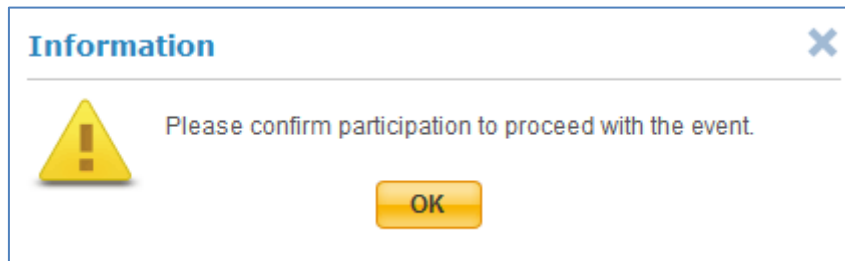 Information
Please confirm participation to proceed with the event.
OK